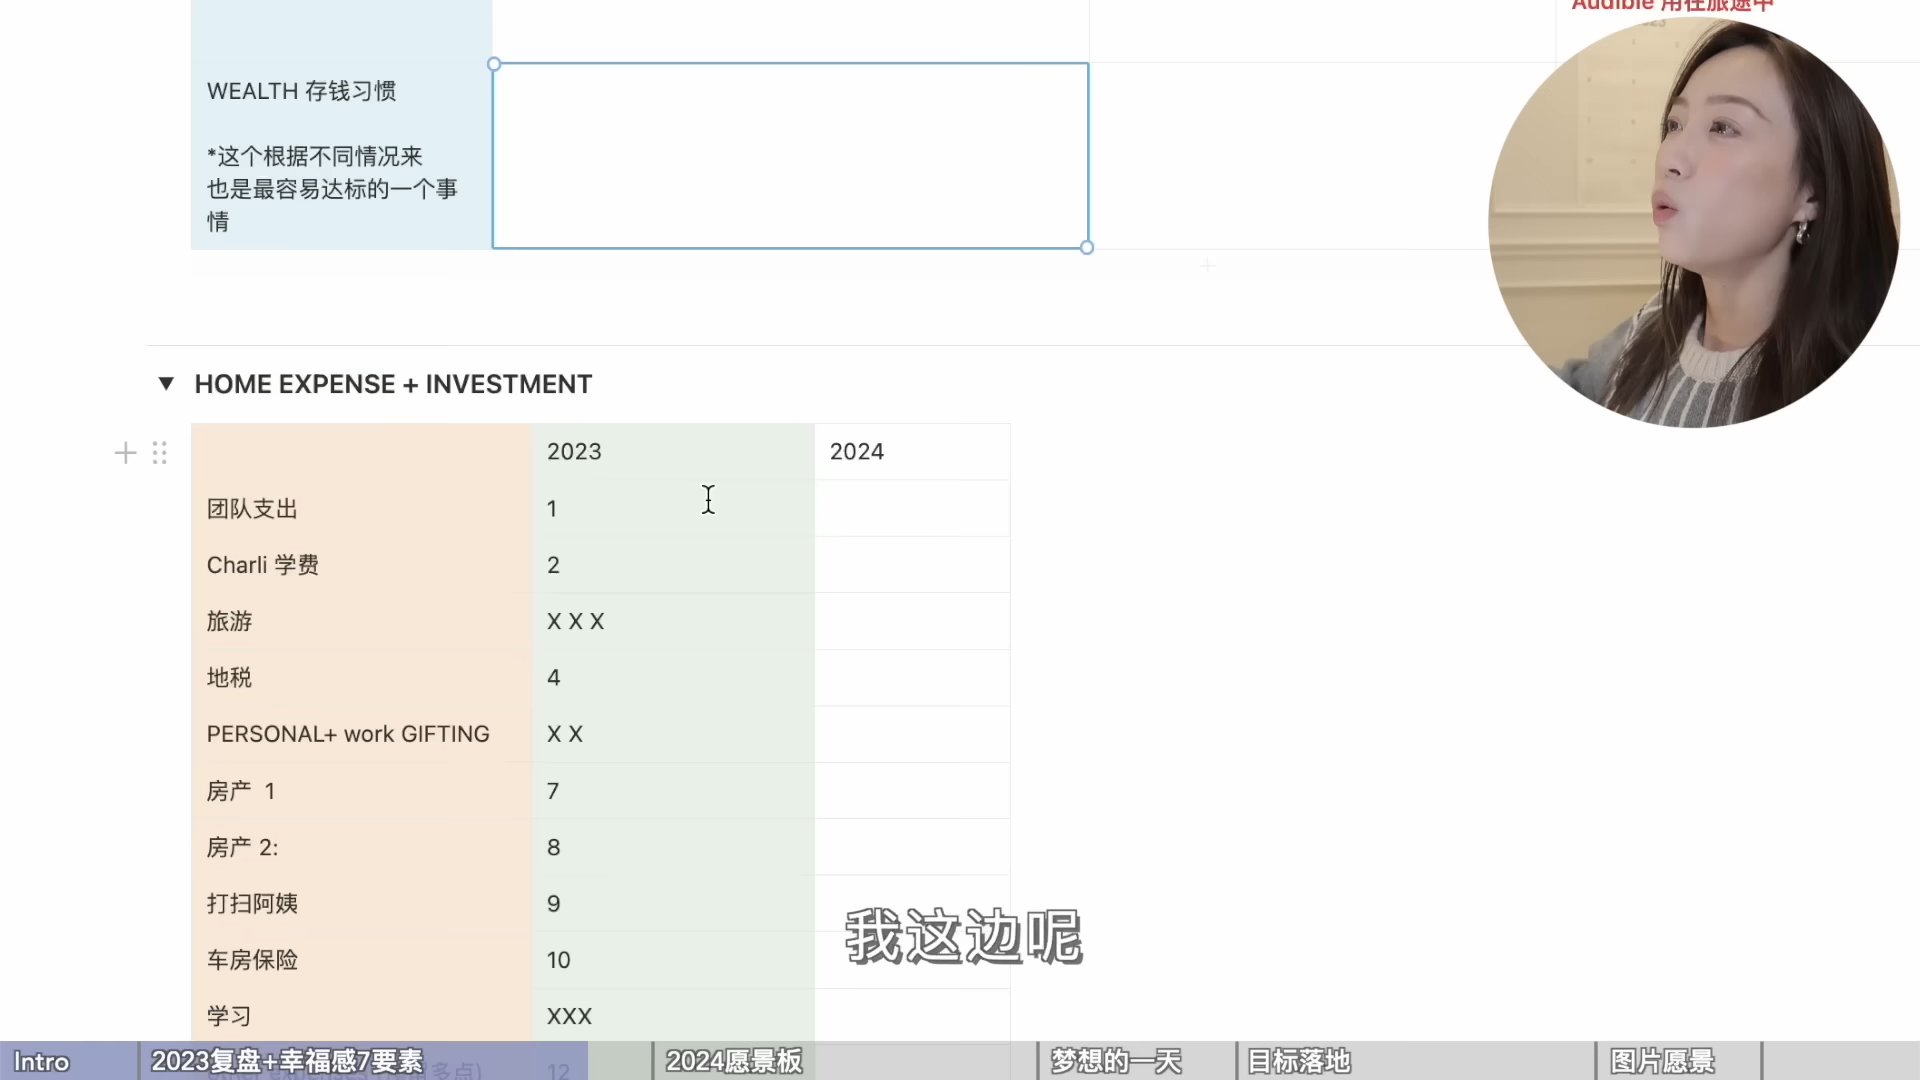 Audible 用在旅途中
WEALTH 存钱习惯
*这个根据不同情况来
也是最容易达标的一个事
情
HOME EXPENSE + INVESTMENT
2023 2024
团队支出 1
Charli 学费 2
旅游 X X X
地税 4
PERSONAL+ work GIFTING X X
房产 1 7
房产 2: 8
打扫阿姨 9
车房保险 10
学习 XXX
12
我这边呢
Intro 2023复盘+幸福感7要素 2024愿景板 梦想的一天 目标落地 图片愿景